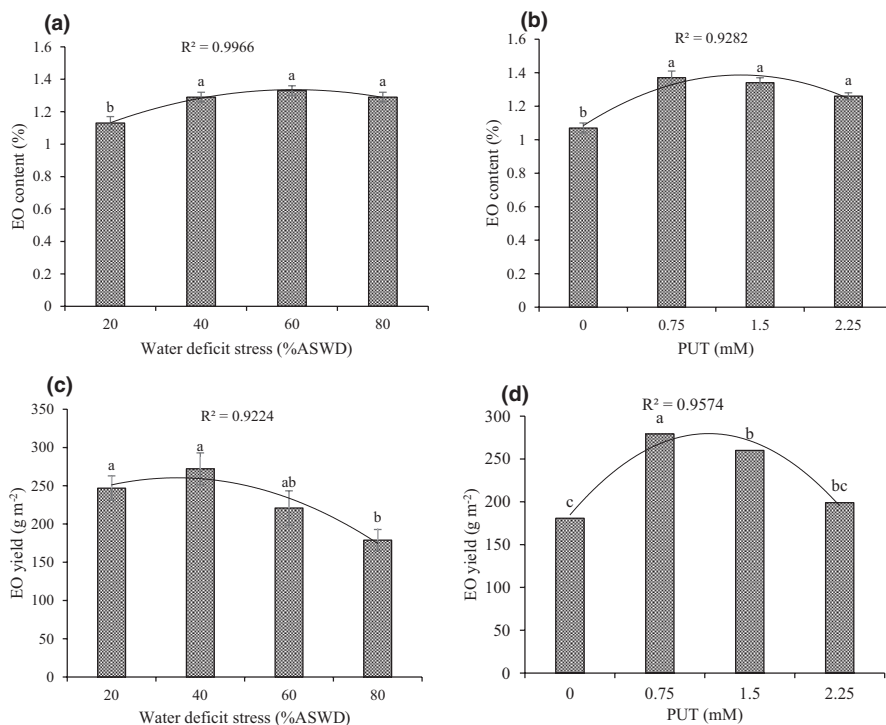 (a)
R² = 0.9966
1.6
1.4
1.2
1
0.8
0.6
0.4
0.2
0
EO content (%)
b
a
a
a
20
40
60
80
Water deficit stress (%ASWD)
(b)
R² = 0.9282
1.6
1.4
1.2
1
0.8
0.6
0.4
0.2
0
EO content (%)
b
a
a
a
0
0.75
1.5
2.25
PUT (mM)
(c)
R² = 0.9224
350
300
250
200
150
100
50
0
EO yield (g m⁻²)
a
a
ab
b
20
40
60
80
Water deficit stress (%ASWD)
(d)
R² = 0.9574
300
250
200
150
100
50
0
EO yield (g m⁻²)
c
a
b
bc
0
0.75
1.5
2.25
PUT (mM)